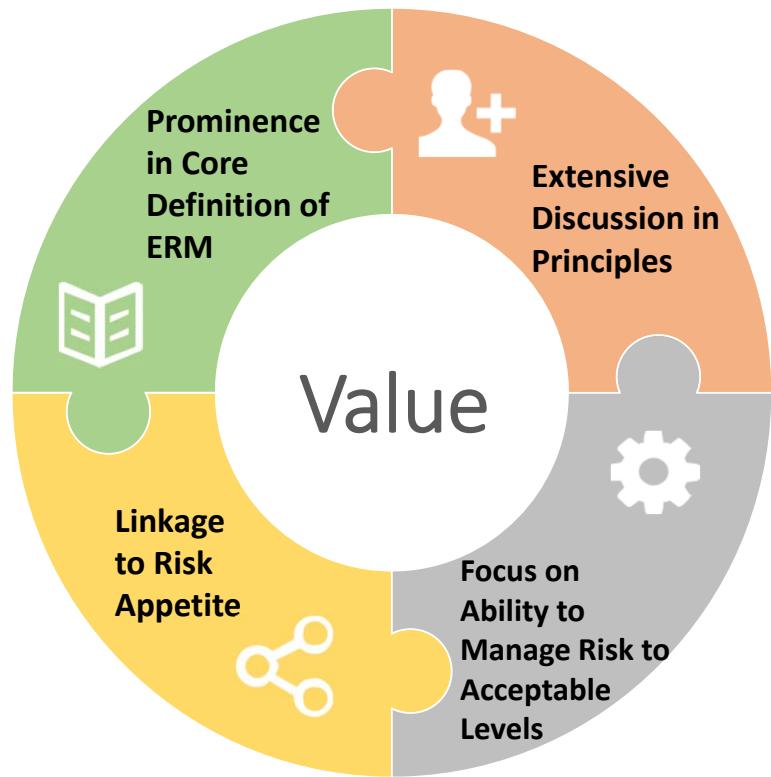 Prominence
in Core
Definition of
ERM
Extensive
Discussion in
Principles
Value
Linkage
to Risk
Appetite
Focus on
Ability to
Manage Risk to
Acceptable
Levels